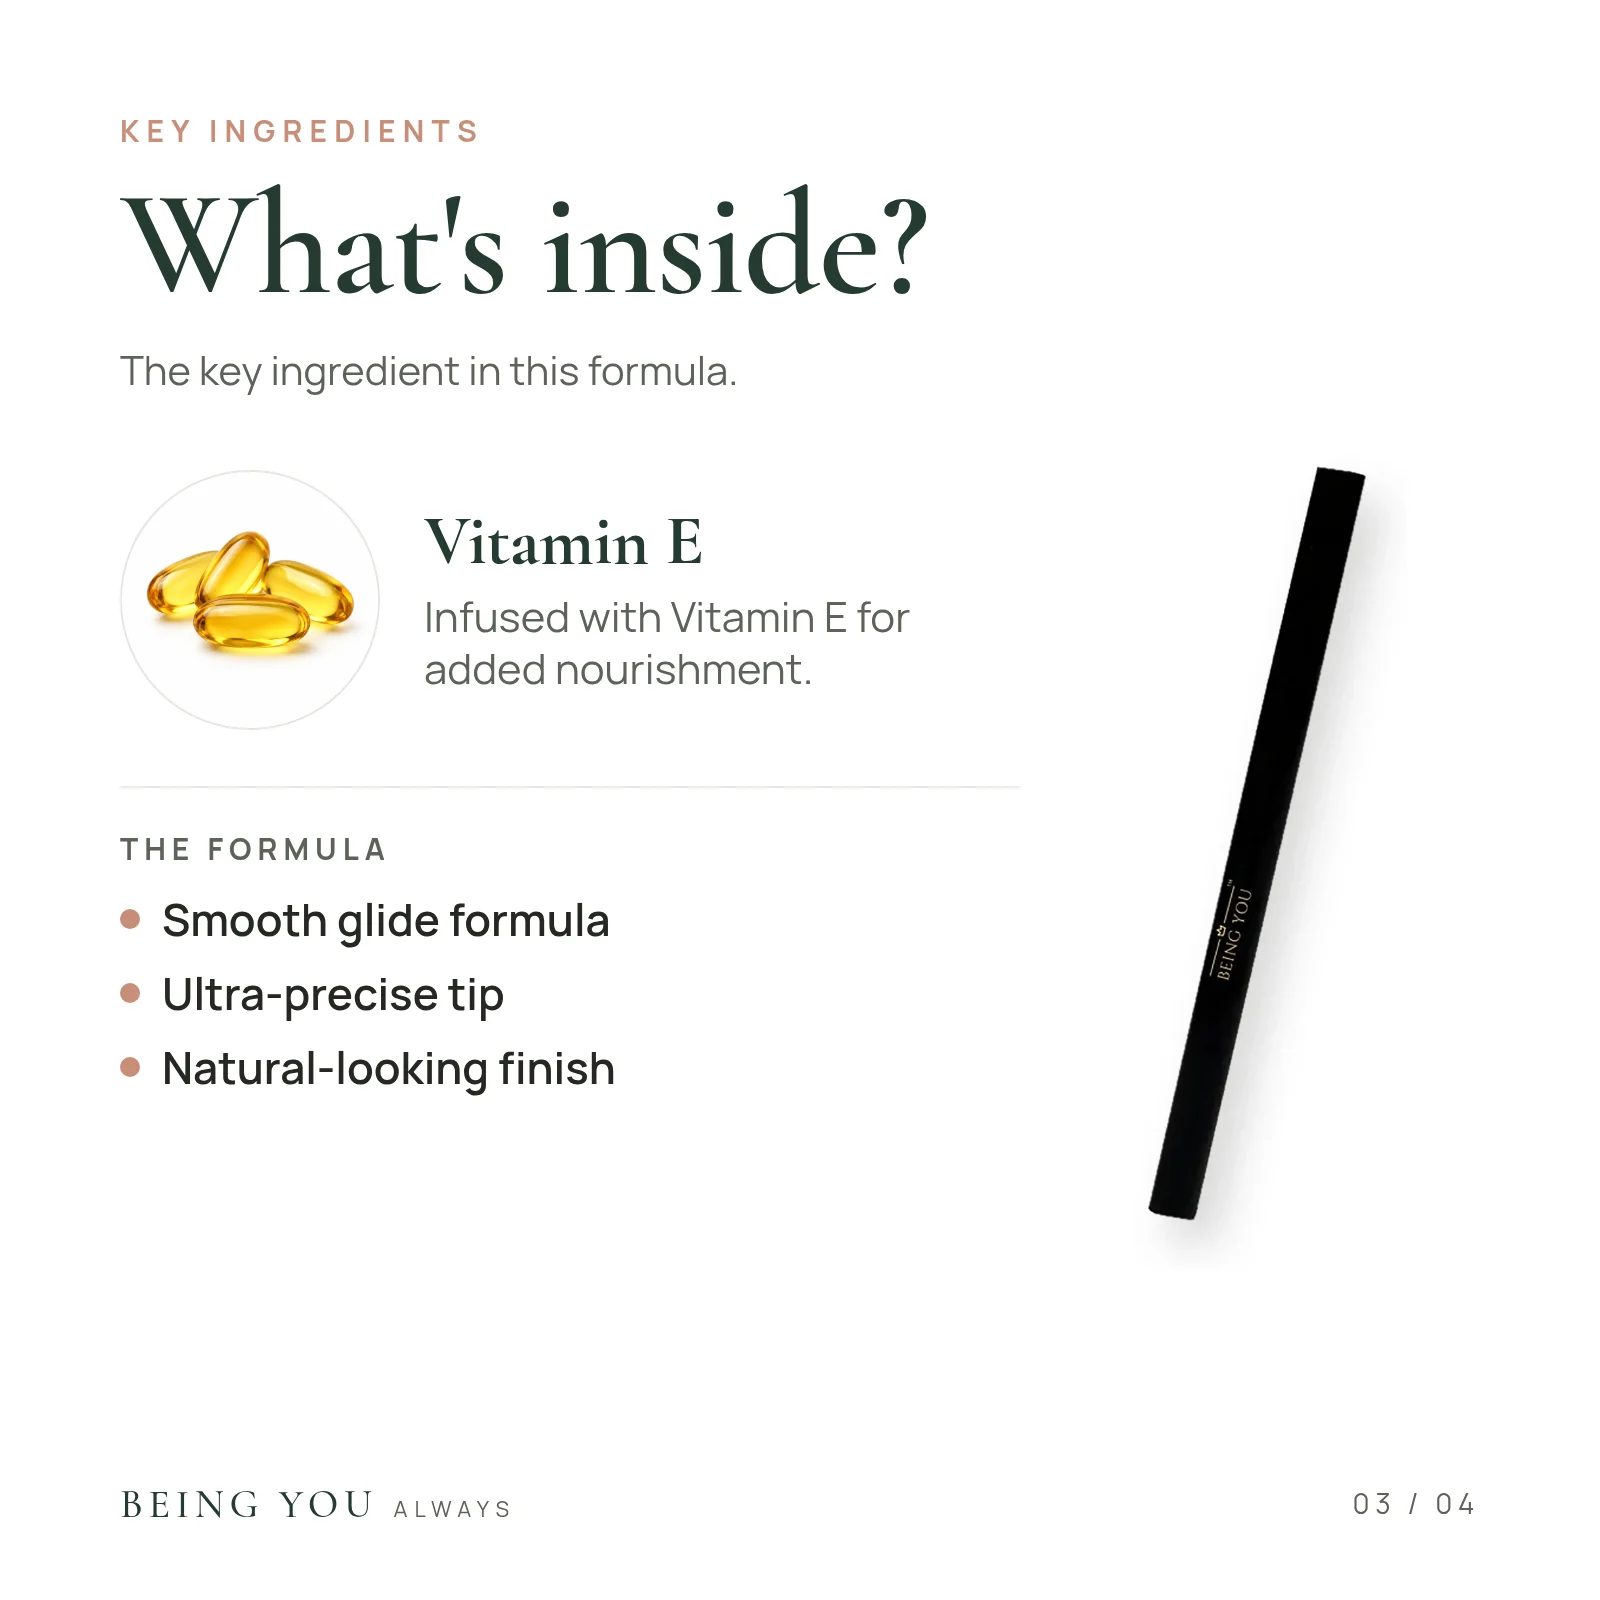 KEY INGREDIENTS
What's inside?
The key ingredient in this formula.
Vitamin E
Infused with Vitamin E for
added nourishment.
THE FORMULA
Smooth glide formula
Ultra-precise tip
Natural-looking finish
BEING YOU
™
BEING YOU ALWAYS
03 / 04